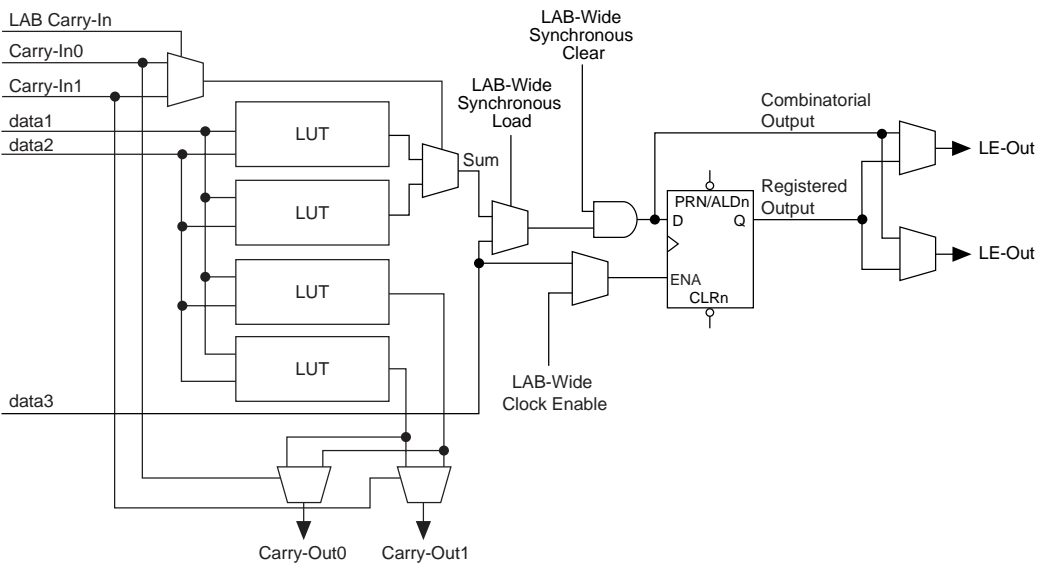 LAB Carry-In
Carry-In0
Carry-In1
data1
data2
data3
LUT
LUT
LUT
LUT
Sum
LAB-Wide
Synchronous
Load
LAB-Wide
Synchronous
Clear
LAB-Wide
Clock Enable
PRN/ALDn
D
Q
ENA
CLRn
Combinatorial
Output
Registered
Output
LE-Out
LE-Out
Carry-Out0
Carry-Out1